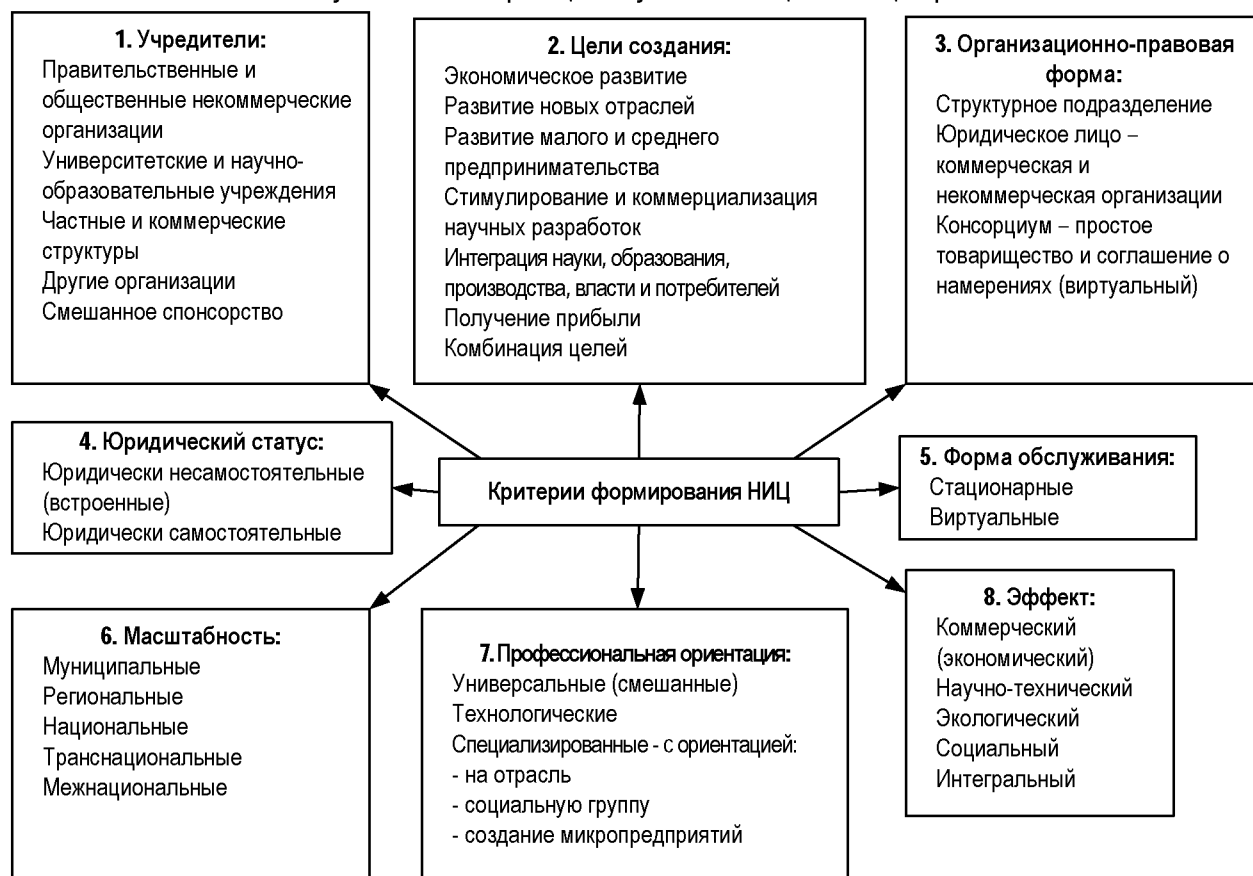 1. Учредители:
Правительственные и
общественные некоммерческие
организации
Университетские и научно-
образовательные учреждения
Частные и коммерческие
структуры
Другие организации
Смешанное спонсорство
2. Цели создания:
Экономическое развитие
Развитие новых отраслей
Развитие малого и среднего
предпринимательства
Стимулирование и коммерциализация
научных разработок
Интеграция науки, образования,
производства, власти и потребителей
Получение прибыли
Комбинация целей
3. Организационно-правовая
форма:
Структурное подразделение
Юридическое лицо –
коммерческая и
некоммерческая организации
Консорциум – простое
товарищество и соглашение о
намерениях (виртуальный)
4. Юридический статус:
Юридически несамостоятельные
(встроенные)
Юридически самостоятельные
Критерии формирования НИЦ
5. Форма обслуживания:
Стационарные
Виртуальные
6. Масштабность:
Муниципальные
Региональные
Национальные
Транснациональные
Межнациональные
7. Профессиональная ориентация:
Универсальные (смешанные)
Технологические
Специализированные - с ориентацией:
- на отрасль
- социальную группу
- создание микропредприятий
8. Эффект:
Коммерческий
(экономический)
Научно-технический
Экологический
Социальный
Интегральный